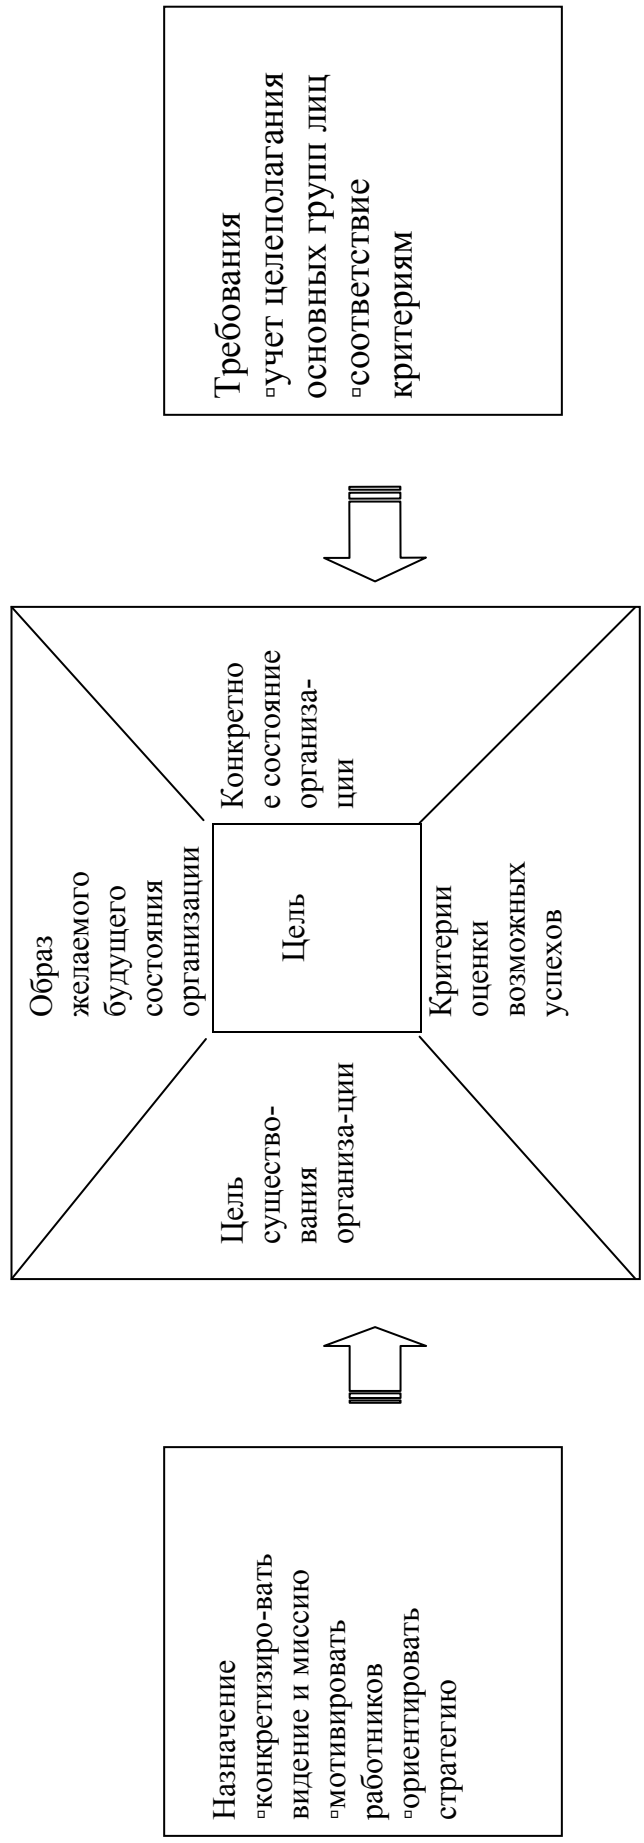 Назначение
▫конкретизиро-вать
видение и миссию
▫мотивировать
работников
▫ориентировать
стратегию
Цель
существо-
вания
организа-ции
Образ
желаемого
будущего
состояния
организации
Цель
Критерии
оценки
возможных
успехов
Конкретно
е состояние
организа-
ции
Требования
▫учет целеполагания
основных групп лиц
▫соответствие
критериям